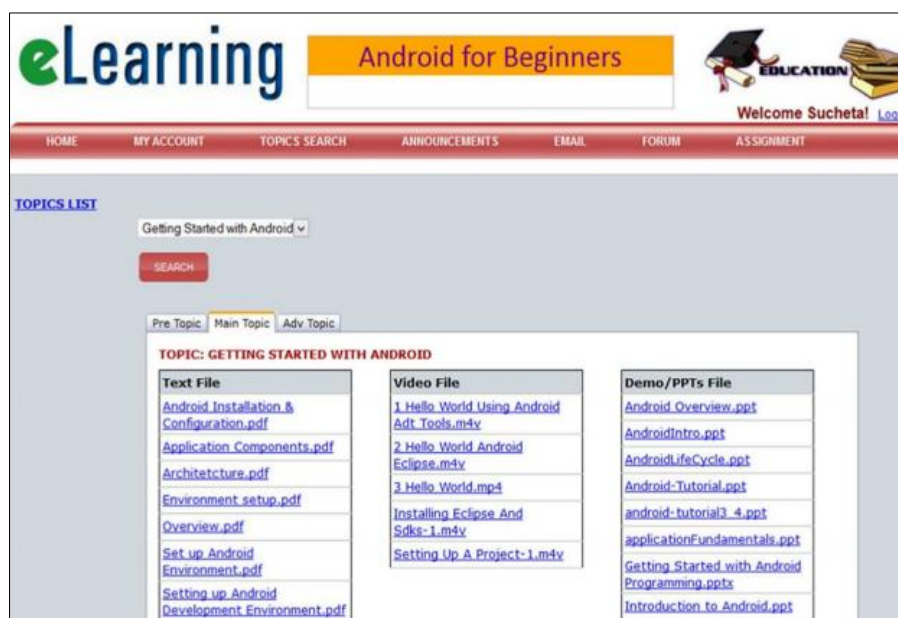 eLearning
Android for Beginners
EDUCATION
Welcome Sucheta!
HOME MY ACCOUNT TOPICS SEARCH ANNOUNCEMENTS EMAIL FORUM ASSIGNMENT
TOPICS LIST
Getting Started with Android
SEARCH
Pre Topic Main Topic Adv Topic
TOPIC: GETTING STARTED WITH ANDROID
Text File
Android Installation &
Configuration.pdf
Application Components.pdf
Architetcture.pdf
Environment setup.pdf
Overview.pdf
Set up Android
Environment.pdf
Setting up Android
Development Environment.pdf
Video File
1 Hello World Using Android
Adt Tools.m4v
2 Hello World Android
Eclipse.m4v
3 Hello World.mp4
Installing Eclipse And
Sdks-1.m4v
Setting Up A Project-1.m4v
Demo/PPTs File
Android Overview.ppt
AndroidIntro.ppt
AndroidLifeCycle.ppt
Android-Tutorial.ppt
android-tutorial3_4.ppt
applicationFundamentals.ppt
Getting Started with Android
Programming.pptx
Introduction to Android.ppt